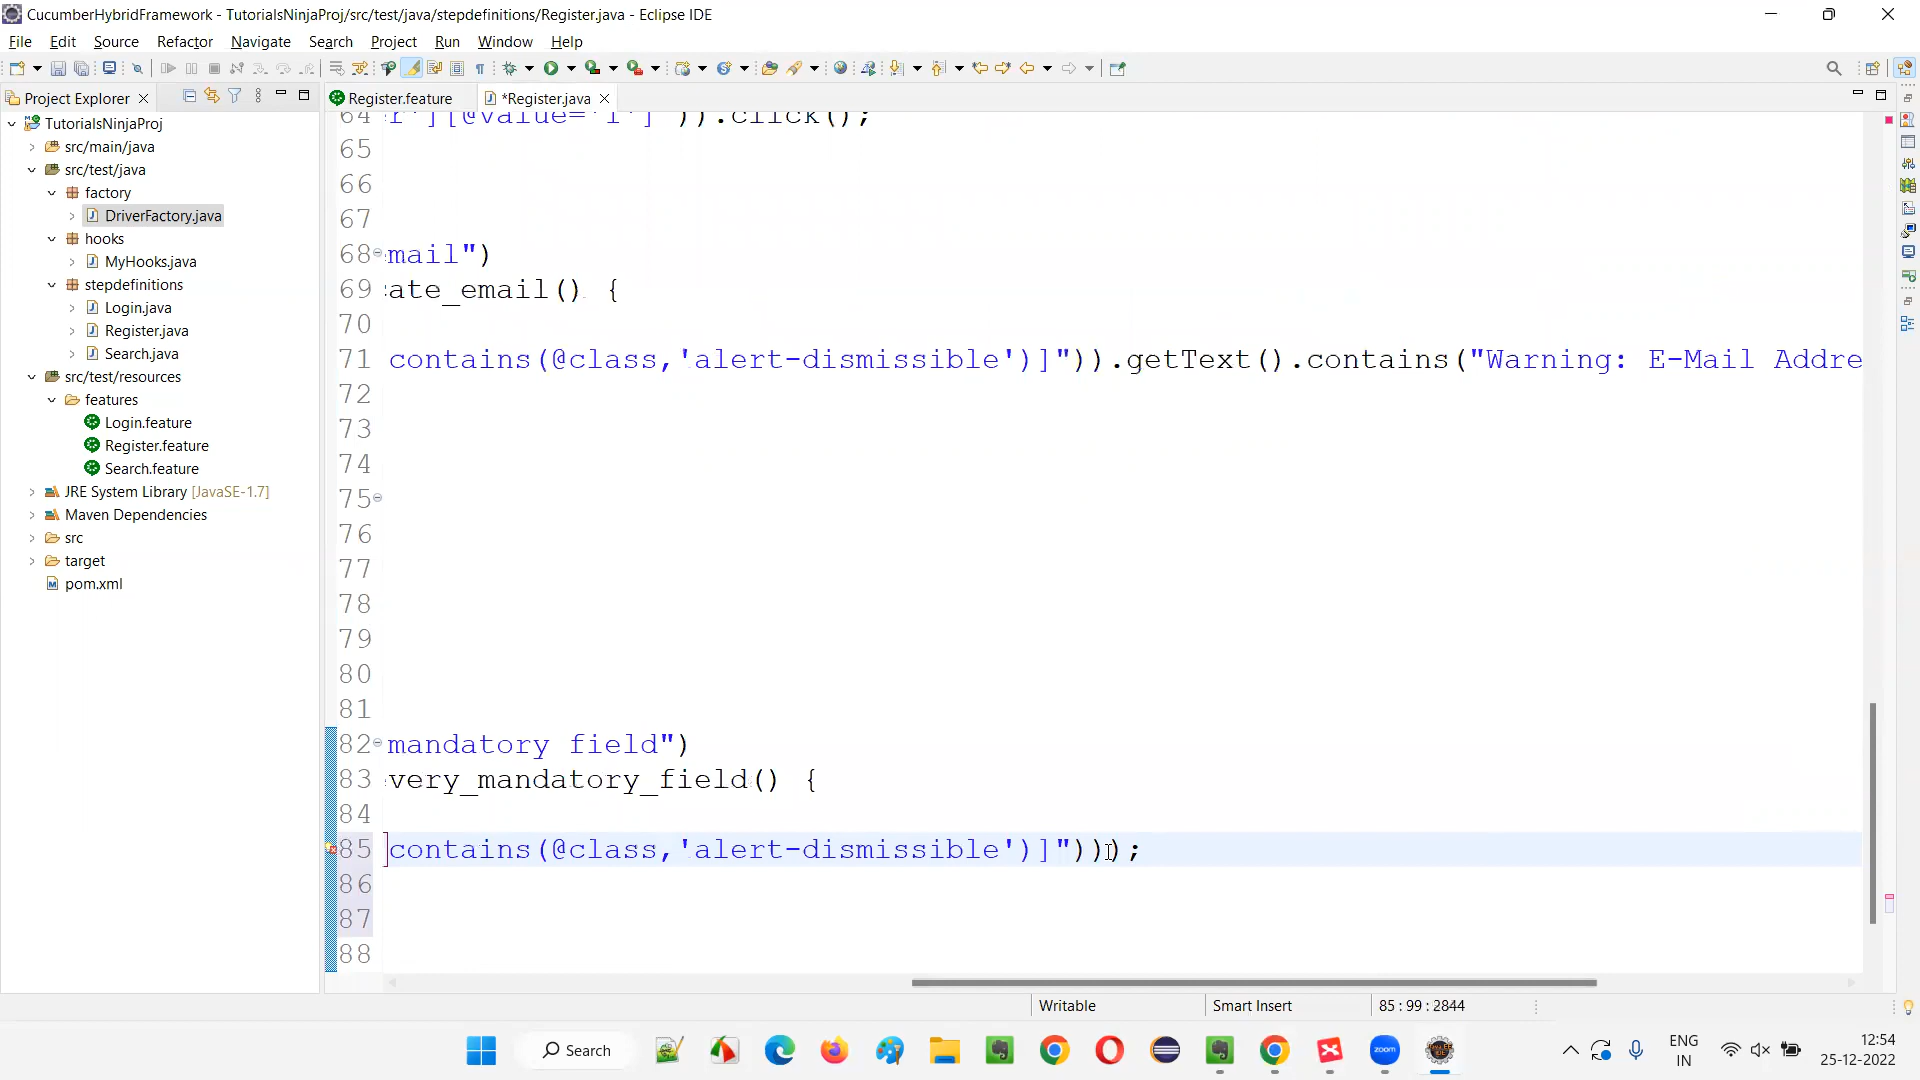 CucumberHybridFramework - TutorialsNinjaProj/src/test/java/stepdefinitions/Register.java - Eclipse IDE
File Edit Source Refactor Navigate Search Project Run Window Help
Project Explorer
Register.feature
*Register.java
TutorialsNinjaProj
src/main/java
src/test/java
factory
DriverFactory.java
hooks
MyHooks.java
stepdefinitions
Login.java
Register.java
Search.java
src/test/resources
features
Login.feature
Register.feature
Search.feature
JRE System Library [JavaSE-1.7]
Maven Dependencies
src
target
pom.xml
64 r'][@value='1']")).click();
65
66
67
68 mail")
69 ate_email() {
70
71 contains(@class,'alert-dismissible')]")).getText().contains("Warning: E-Mail Addre
72
73
74
75
76
77
78
79
80
81
82 mandatory field")
83 very_mandatory_field() {
84
85 contains(@class,'alert-dismissible')]")));
86
87
88
Writable
Smart Insert
85 : 99 : 2844
Search
zoom
ENG
IN
12:54
25-12-2022